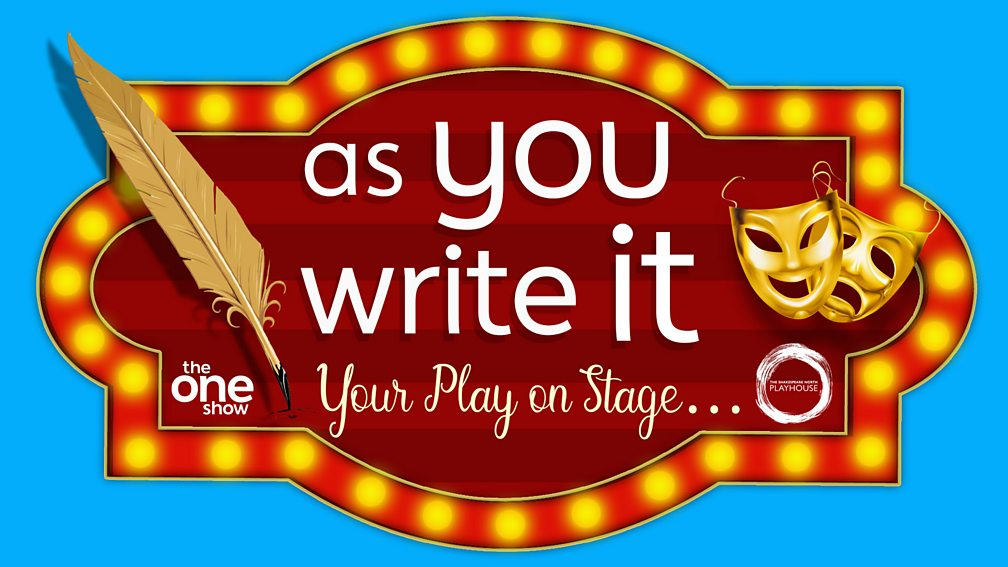 as you
write it
the
one
show
Your Play on Stage...
THE SHAKESPEARE NORTH
PLAYHOUSE